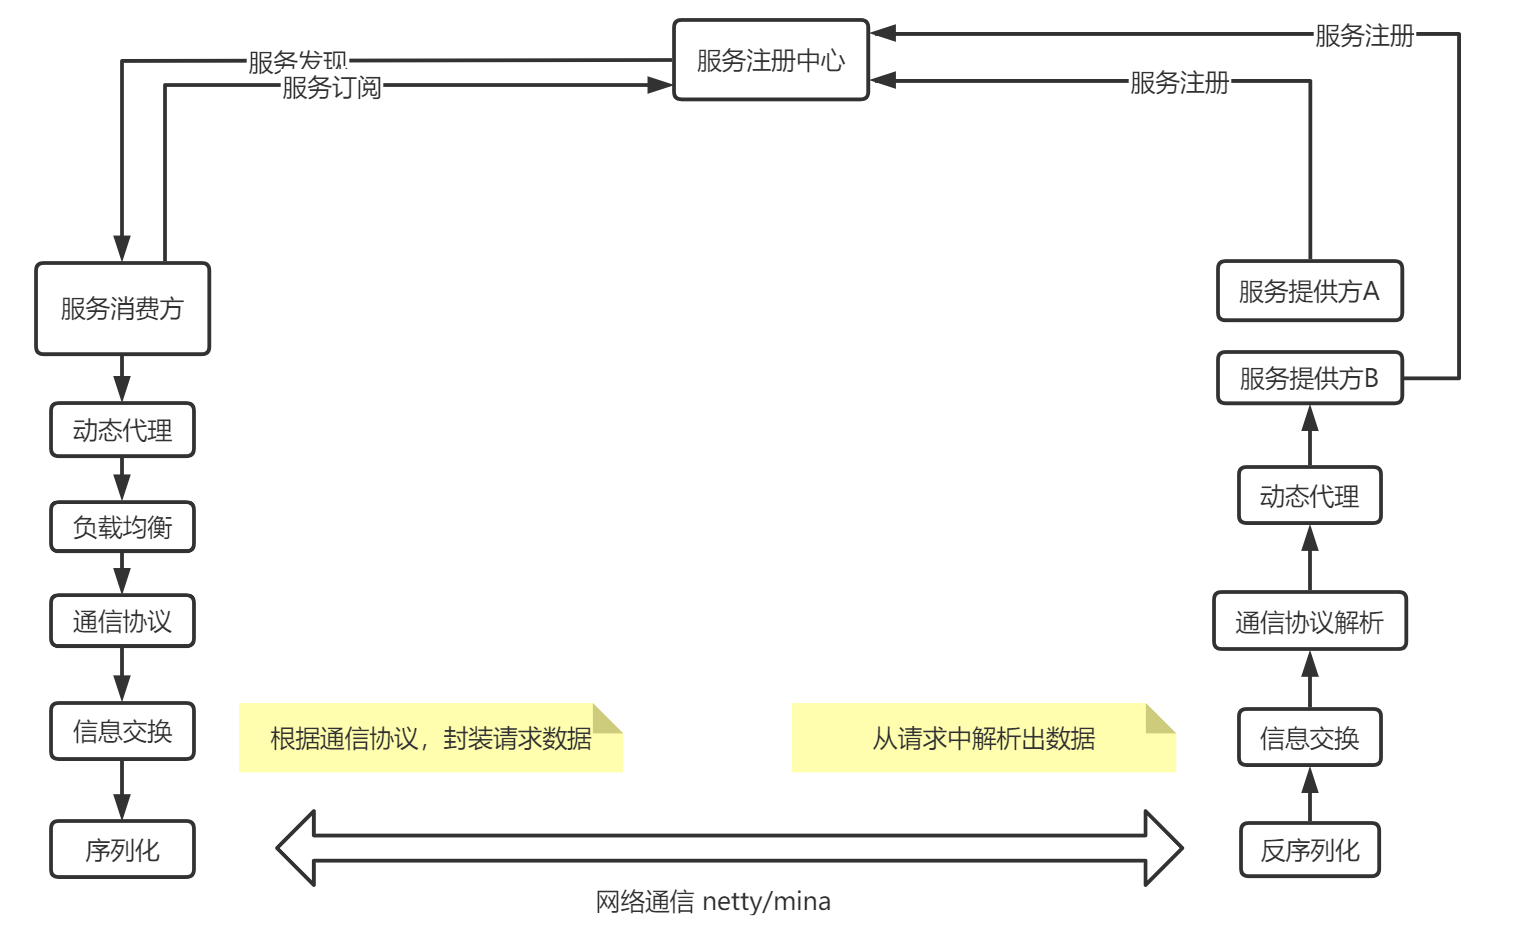 服务注册中心
服务注册
服务发现
服务注册
服务订阅
服务消费方
服务提供方A
服务提供方B
动态代理
动态代理
负载均衡
通信协议
通信协议解析
信息交换
根据通信协议，封装请求数据
从请求中解析出数据
信息交换
序列化
反序列化
网络通信 netty/mina